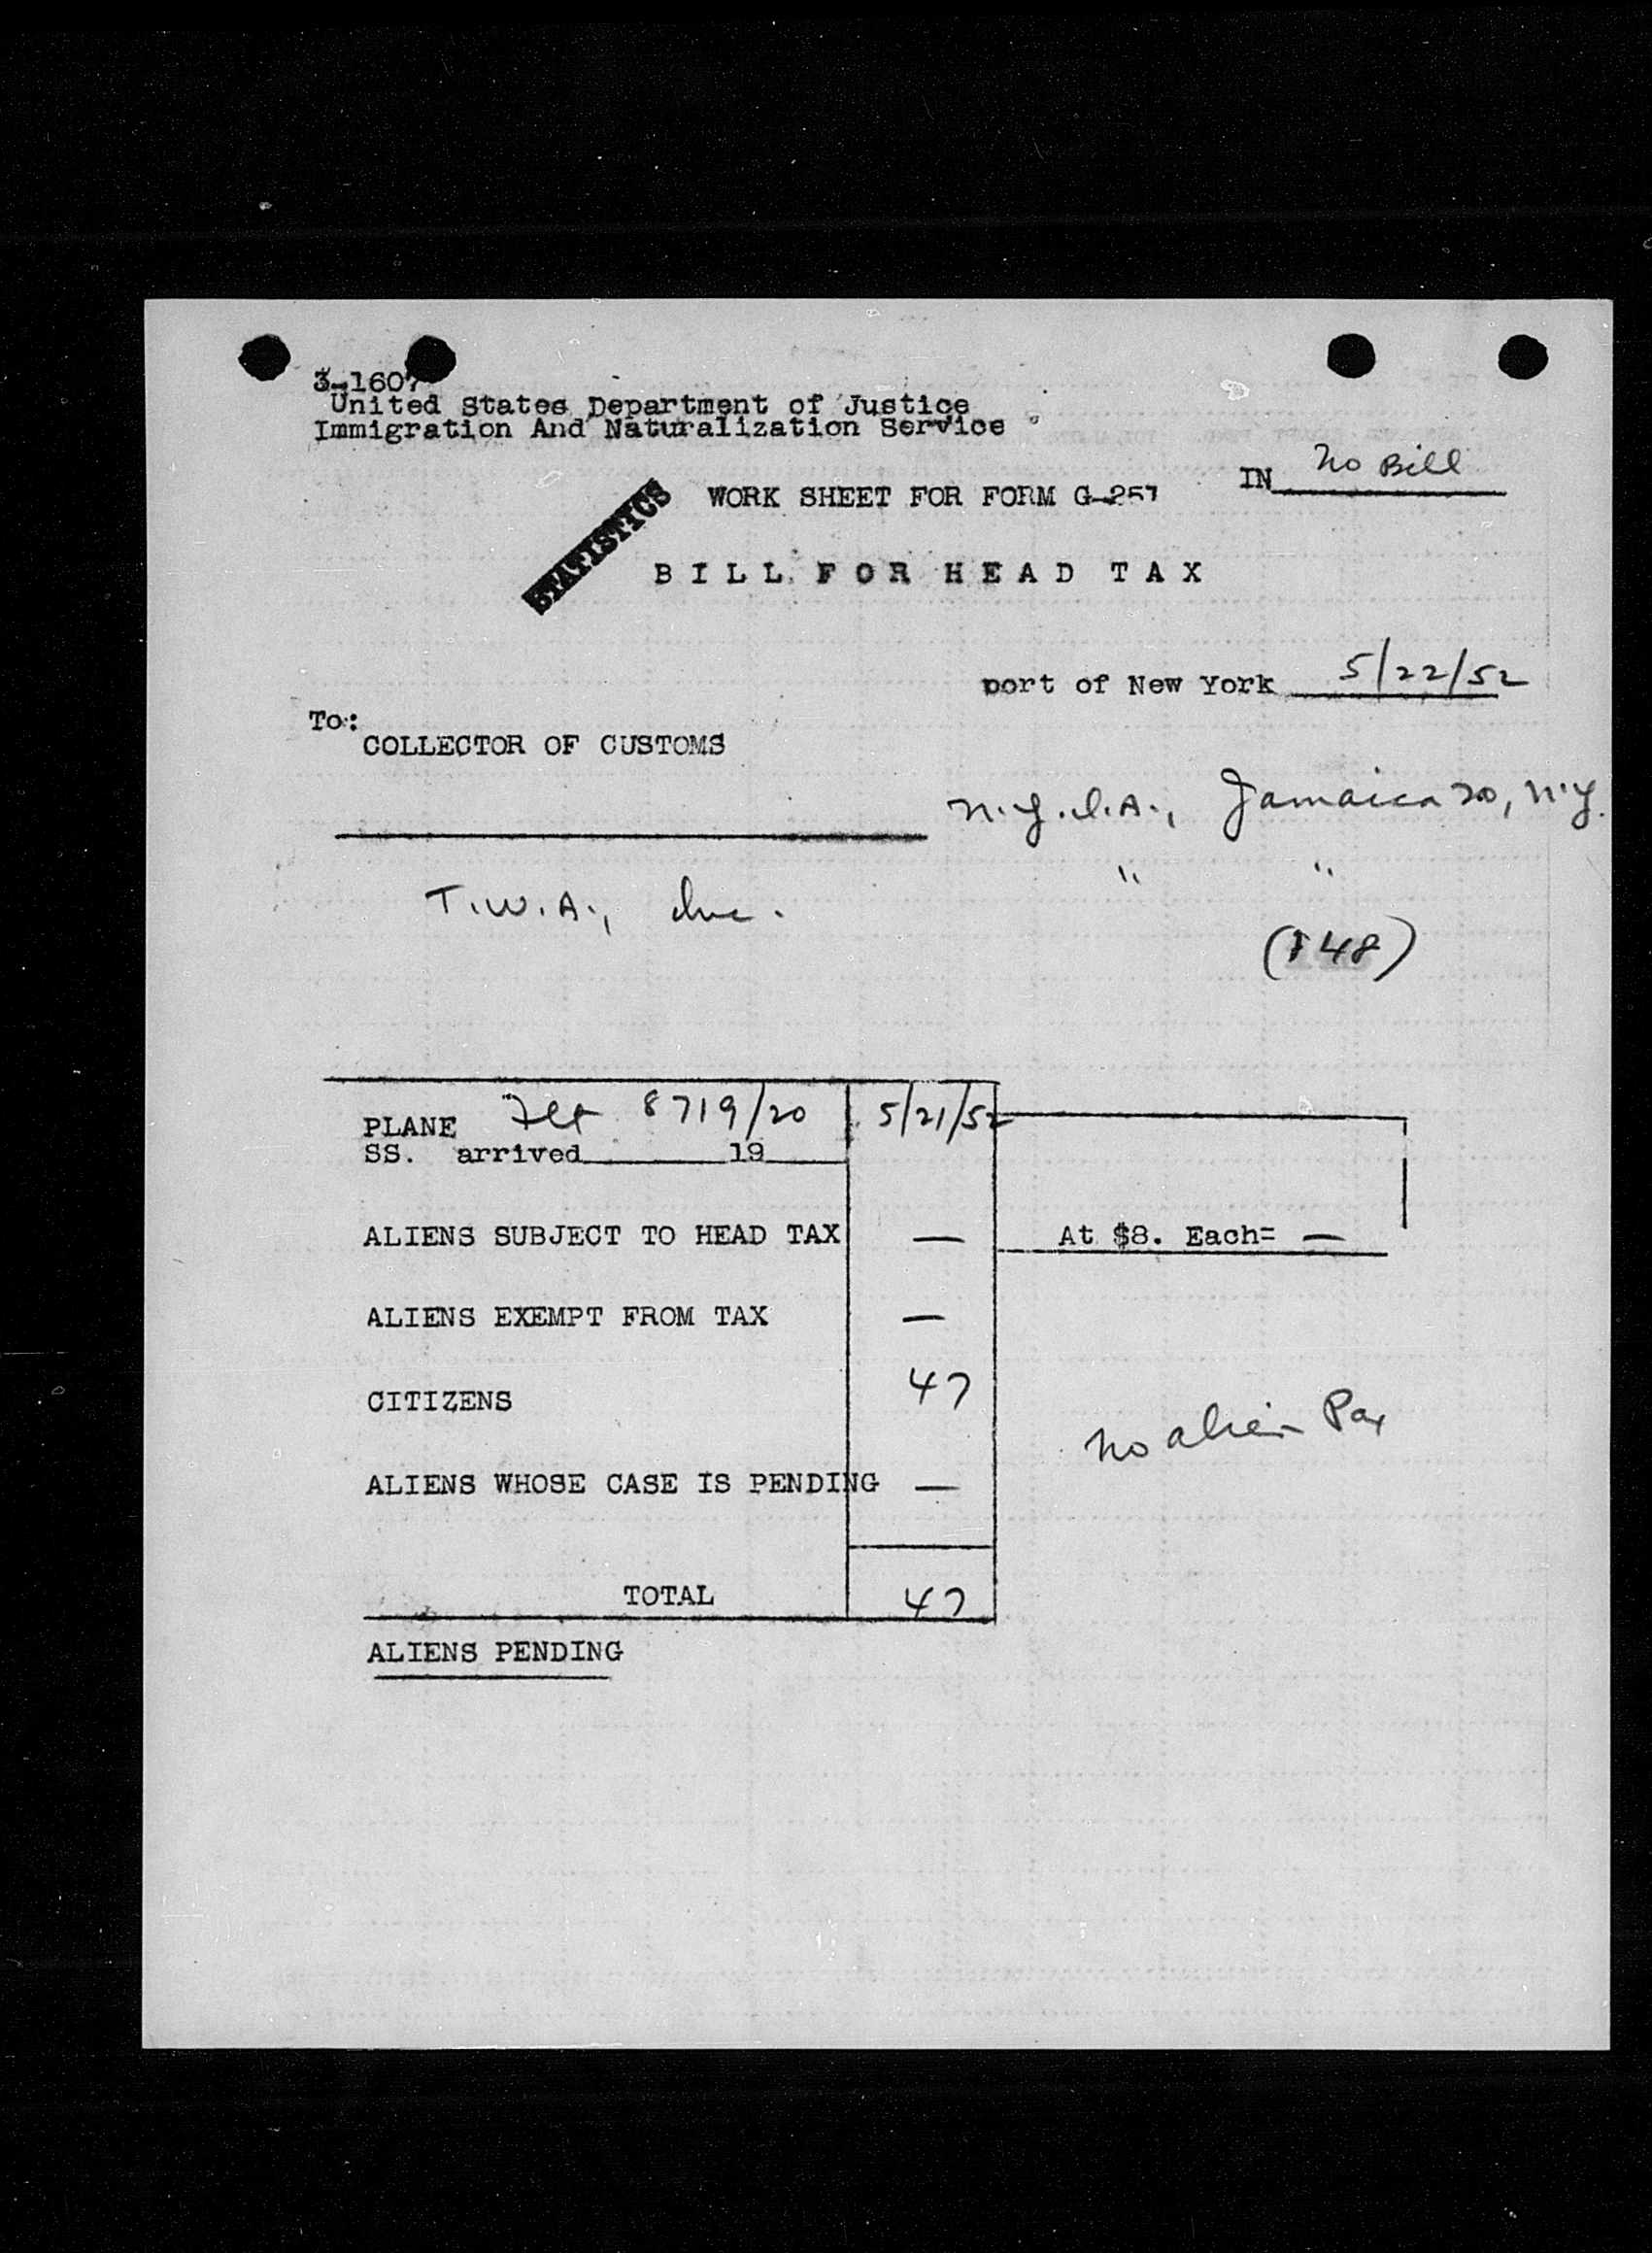 3-1607
United States Department of Justice
Immigration And Naturalization Service
IN No Bill
WORK SHEET FOR FORM G-257
STATISTICS
BILL FOR HEAD TAX
port of New York 5/22/52
To:
COLLECTOR OF CUSTOMS
N.Y.I.A., Jamaica 20, N.Y.
T.W.A., Inc. " "
(148)
PLANE Flt 8719/20 5/21/52
SS. arrived 19
ALIENS SUBJECT TO HEAD TAX — At $8. Each= —
ALIENS EXEMPT FROM TAX —
CITIZENS 47
No alien Pax
ALIENS WHOSE CASE IS PENDING —
TOTAL 47
ALIENS PENDING